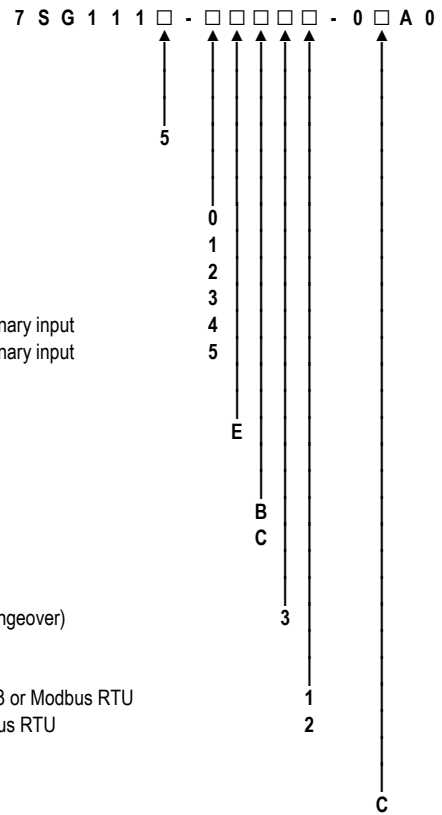 7 S G 1 1 1 □ - □ □ □ □ □ - 0 □ A 0
5
0
1
2
3
nary input 4
nary input 5
E
B
C
ngeover) 3
3 or Modbus RTU 1
us RTU 2
C